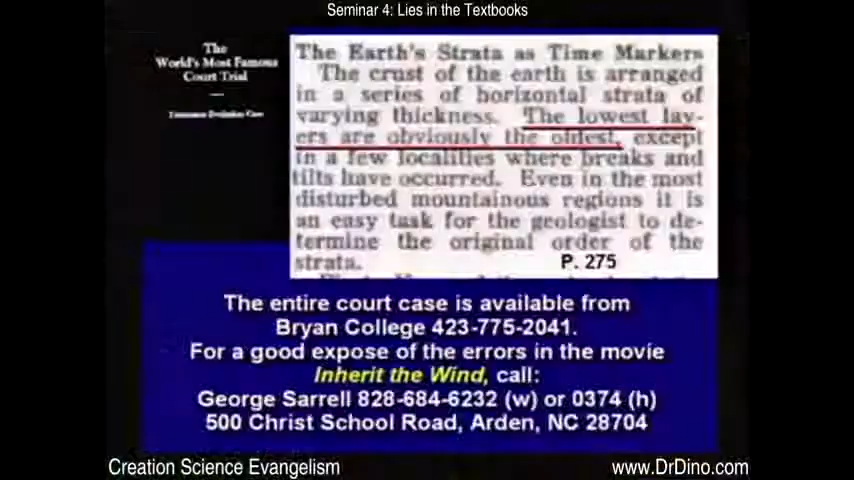 Seminar 4: Lies in the Textbooks
The
World's Most Famous
Court Trial
Tennessee Evolution Case
The Earth's Strata as Time Markers
The crust of the earth is arranged
in a series of horizontal strata of
varying thickness. The lowest lay-
ers are obviously the oldest, except
in a few localities where breaks and
tilts have occurred. Even in the most
disturbed mountainous regions it is
an easy task for the geologist to de-
termine the original order of the
strata.
P. 275
The entire court case is available from
Bryan College 423-775-2041.
For a good expose of the errors in the movie
Inherit the Wind, call:
George Sarrell 828-684-6232 (w) or 0374 (h)
500 Christ School Road, Arden, NC 28704
Creation Science Evangelism
www.DrDino.com